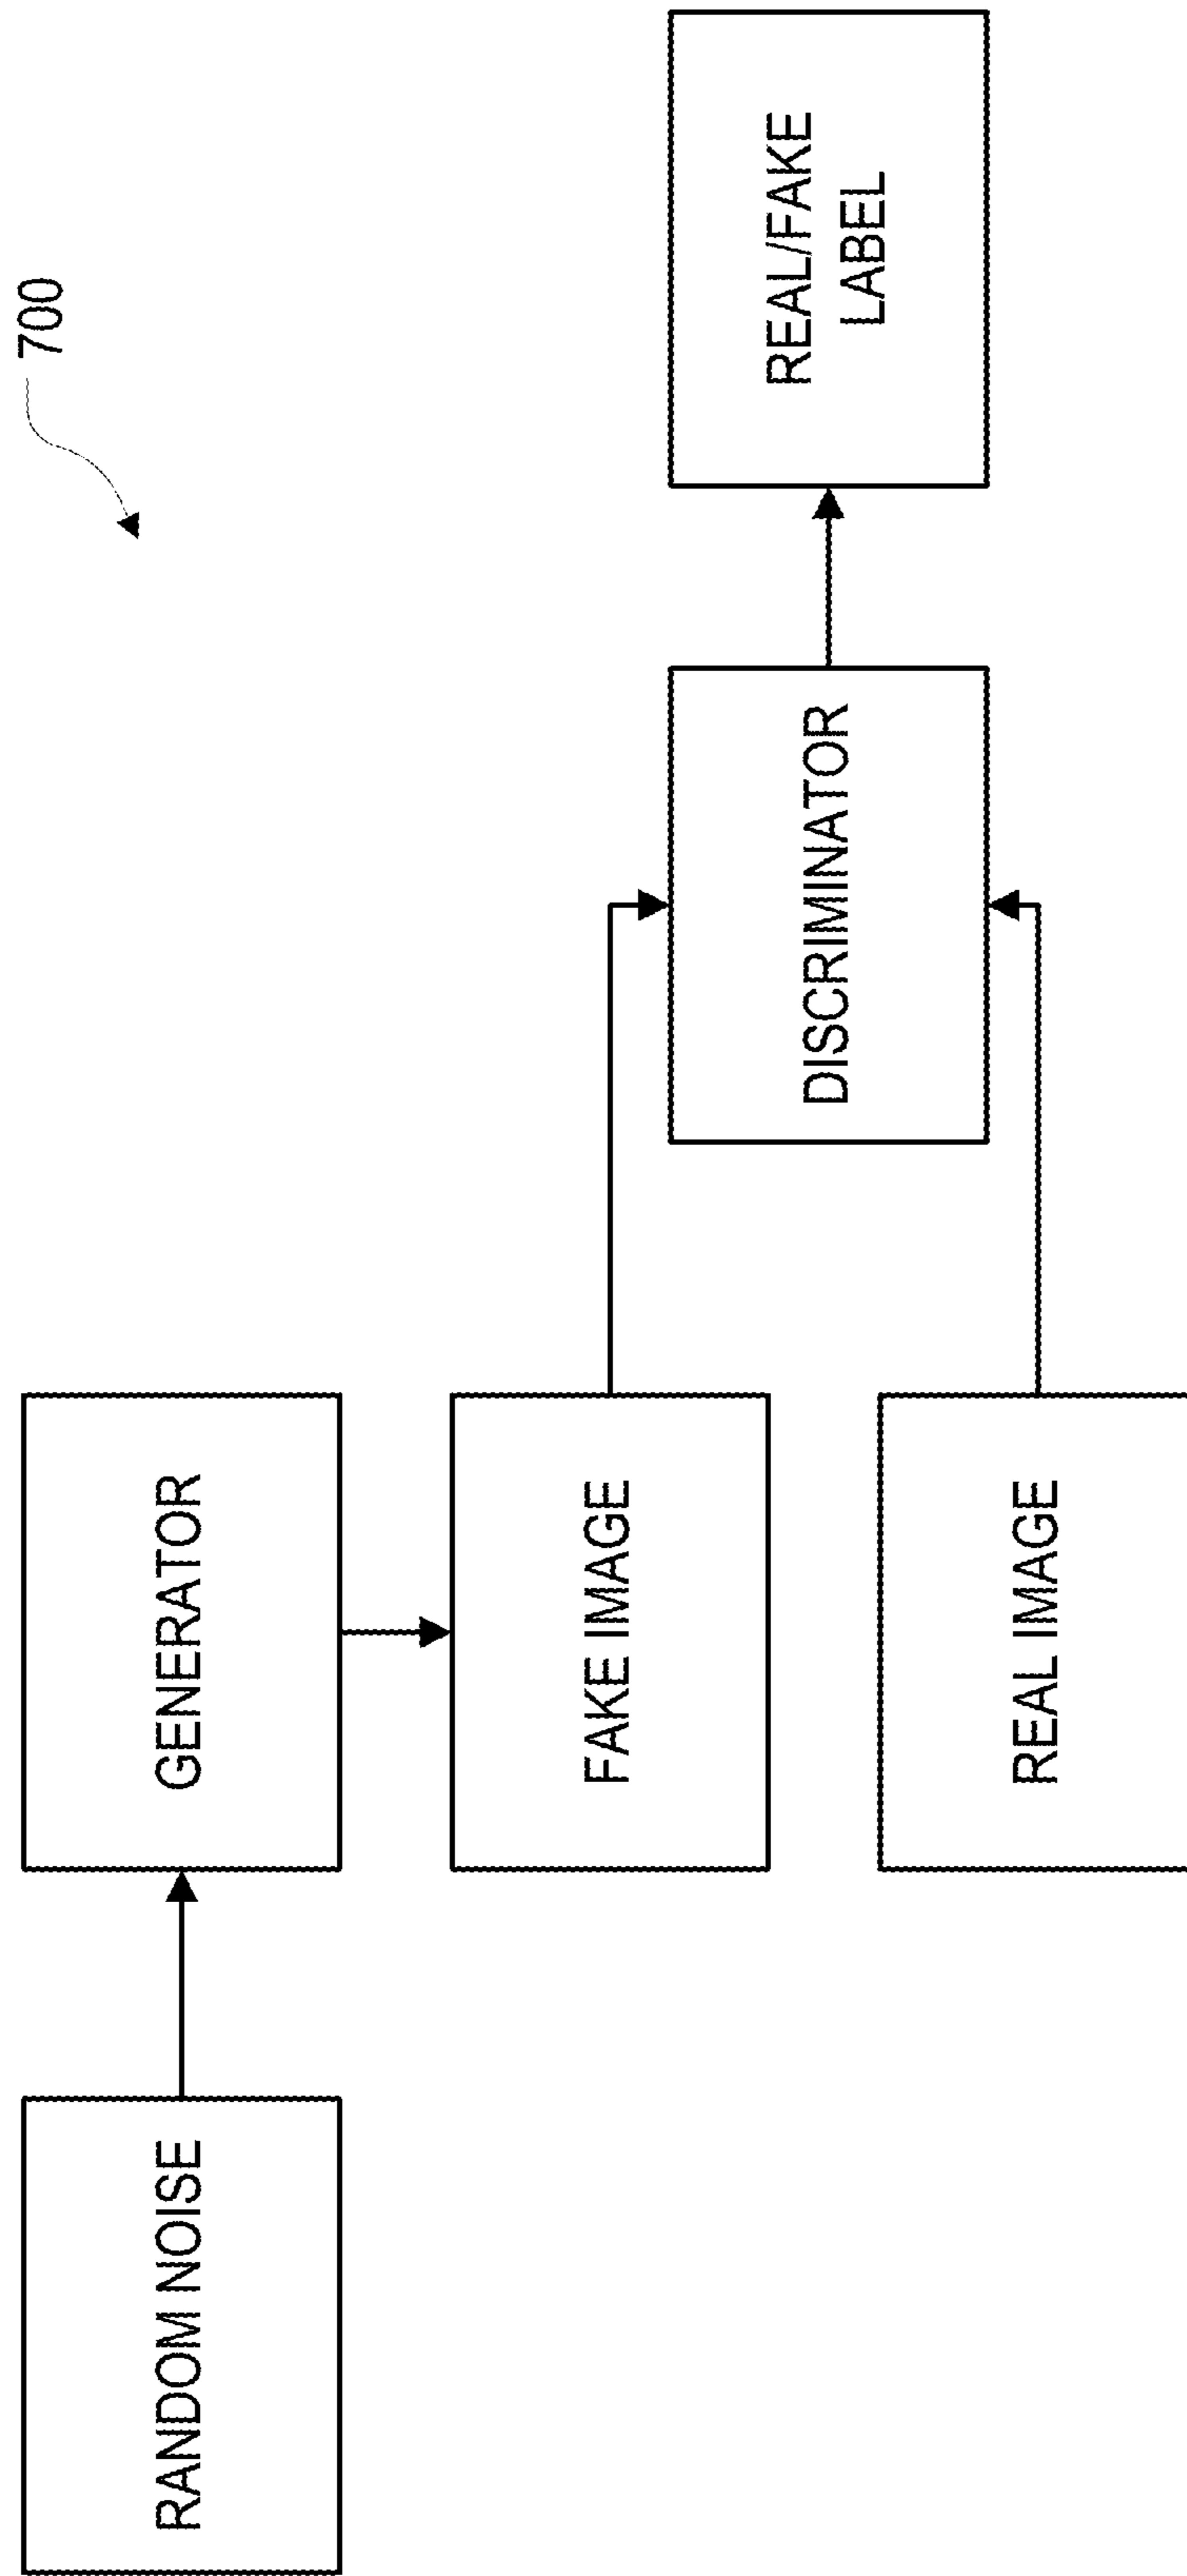 700
RANDOM NOISE
GENERATOR
FAKE IMAGE
REAL IMAGE
DISCRIMINATOR
REAL/FAKE
LABEL